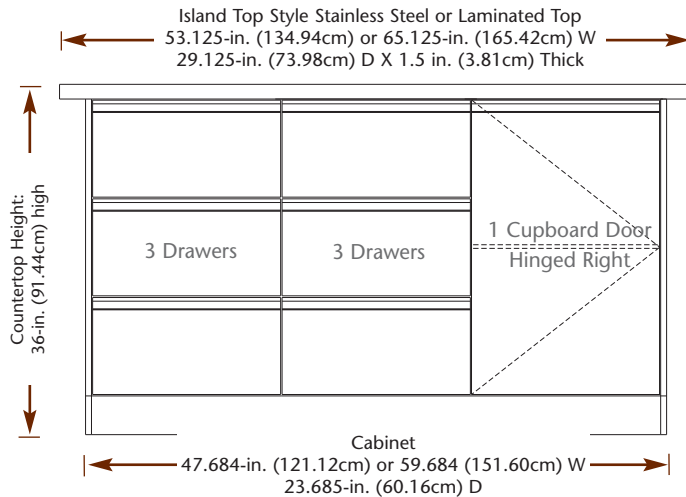 Island Top Style Stainless Steel or Laminated Top
53.125-in. (134.94cm) or 65.125-in. (165.42cm) W
29.125-in. (73.98cm) D X 1.5 in. (3.81cm) Thick
Countertop Height:
36-in. (91.44cm) high
3 Drawers
3 Drawers
1 Cupboard Door
Hinged Right
Cabinet
47.684-in. (121.12cm) or 59.684 (151.60cm) W
23.685-in. (60.16cm) D